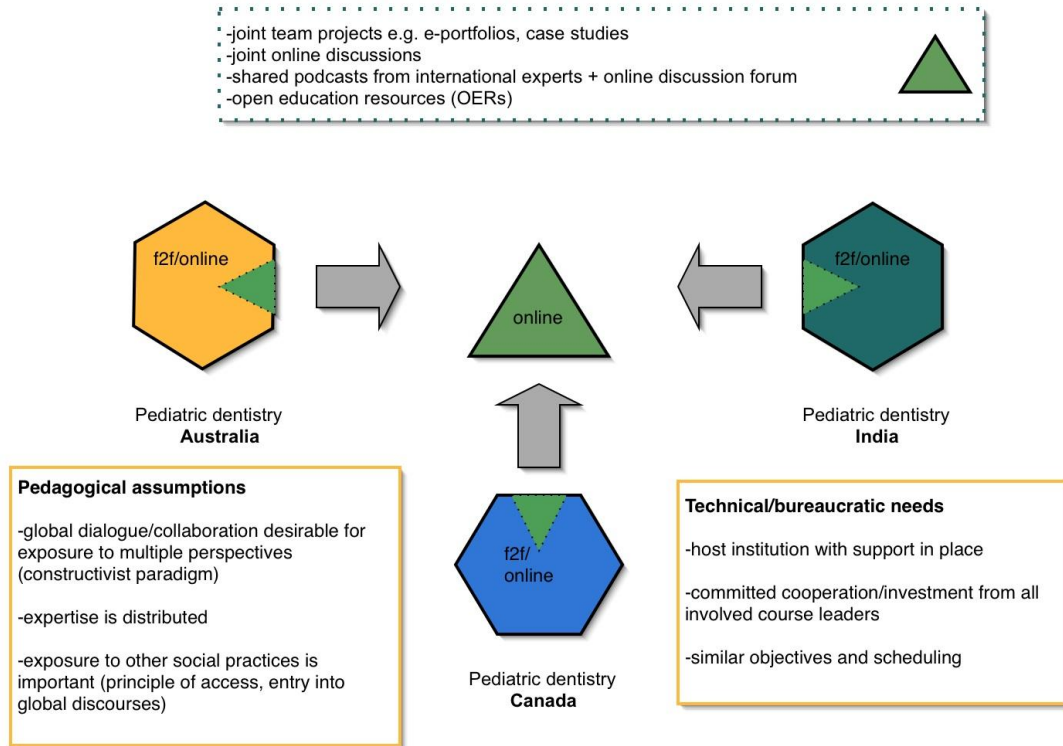 -joint team projects e.g. e-portfolios, case studies
-joint online discussions
-shared podcasts from international experts + online discussion forum
-open education resources (OERs)
f2f/online
online
f2f/online
Pediatric dentistry
Australia
Pediatric dentistry
India
Pedagogical assumptions
-global dialogue/collaboration desirable for
exposure to multiple perspectives
(constructivist paradigm)
-expertise is distributed
-exposure to other social practices is
important (principle of access, entry into
global discourses)
f2f/
online
Pediatric dentistry
Canada
Technical/bureaucratic needs
-host institution with support in place
-committed cooperation/investment from all
involved course leaders
-similar objectives and scheduling